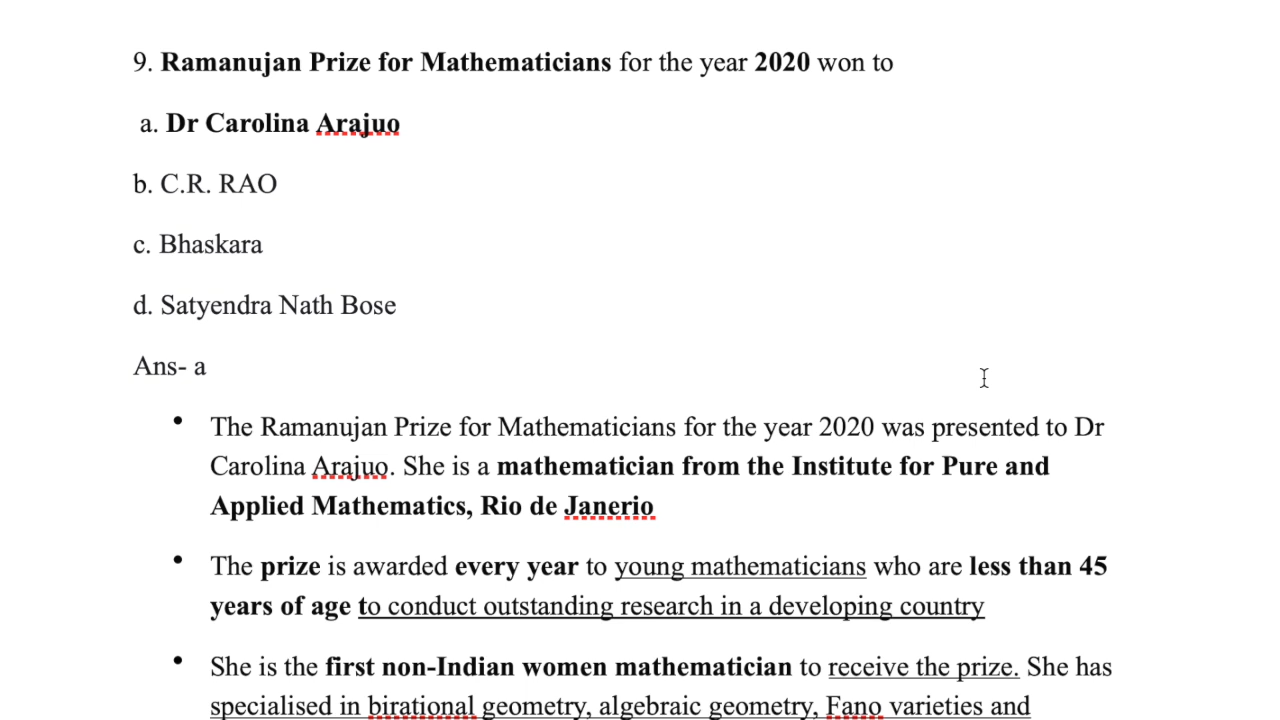 9. Ramanujan Prize for Mathematicians for the year 2020 won to
a. Dr Carolina Arajuo
b. C.R. RAO
c. Bhaskara
d. Satyendra Nath Bose
Ans- a
• The Ramanujan Prize for Mathematicians for the year 2020 was presented to Dr
Carolina Arajuo. She is a mathematician from the Institute for Pure and
Applied Mathematics, Rio de Janerio
• The prize is awarded every year to young mathematicians who are less than 45
years of age to conduct outstanding research in a developing country
• She is the first non-Indian women mathematician to receive the prize. She has
specialised in birational geometry, algebraic geometry, Fano varieties and